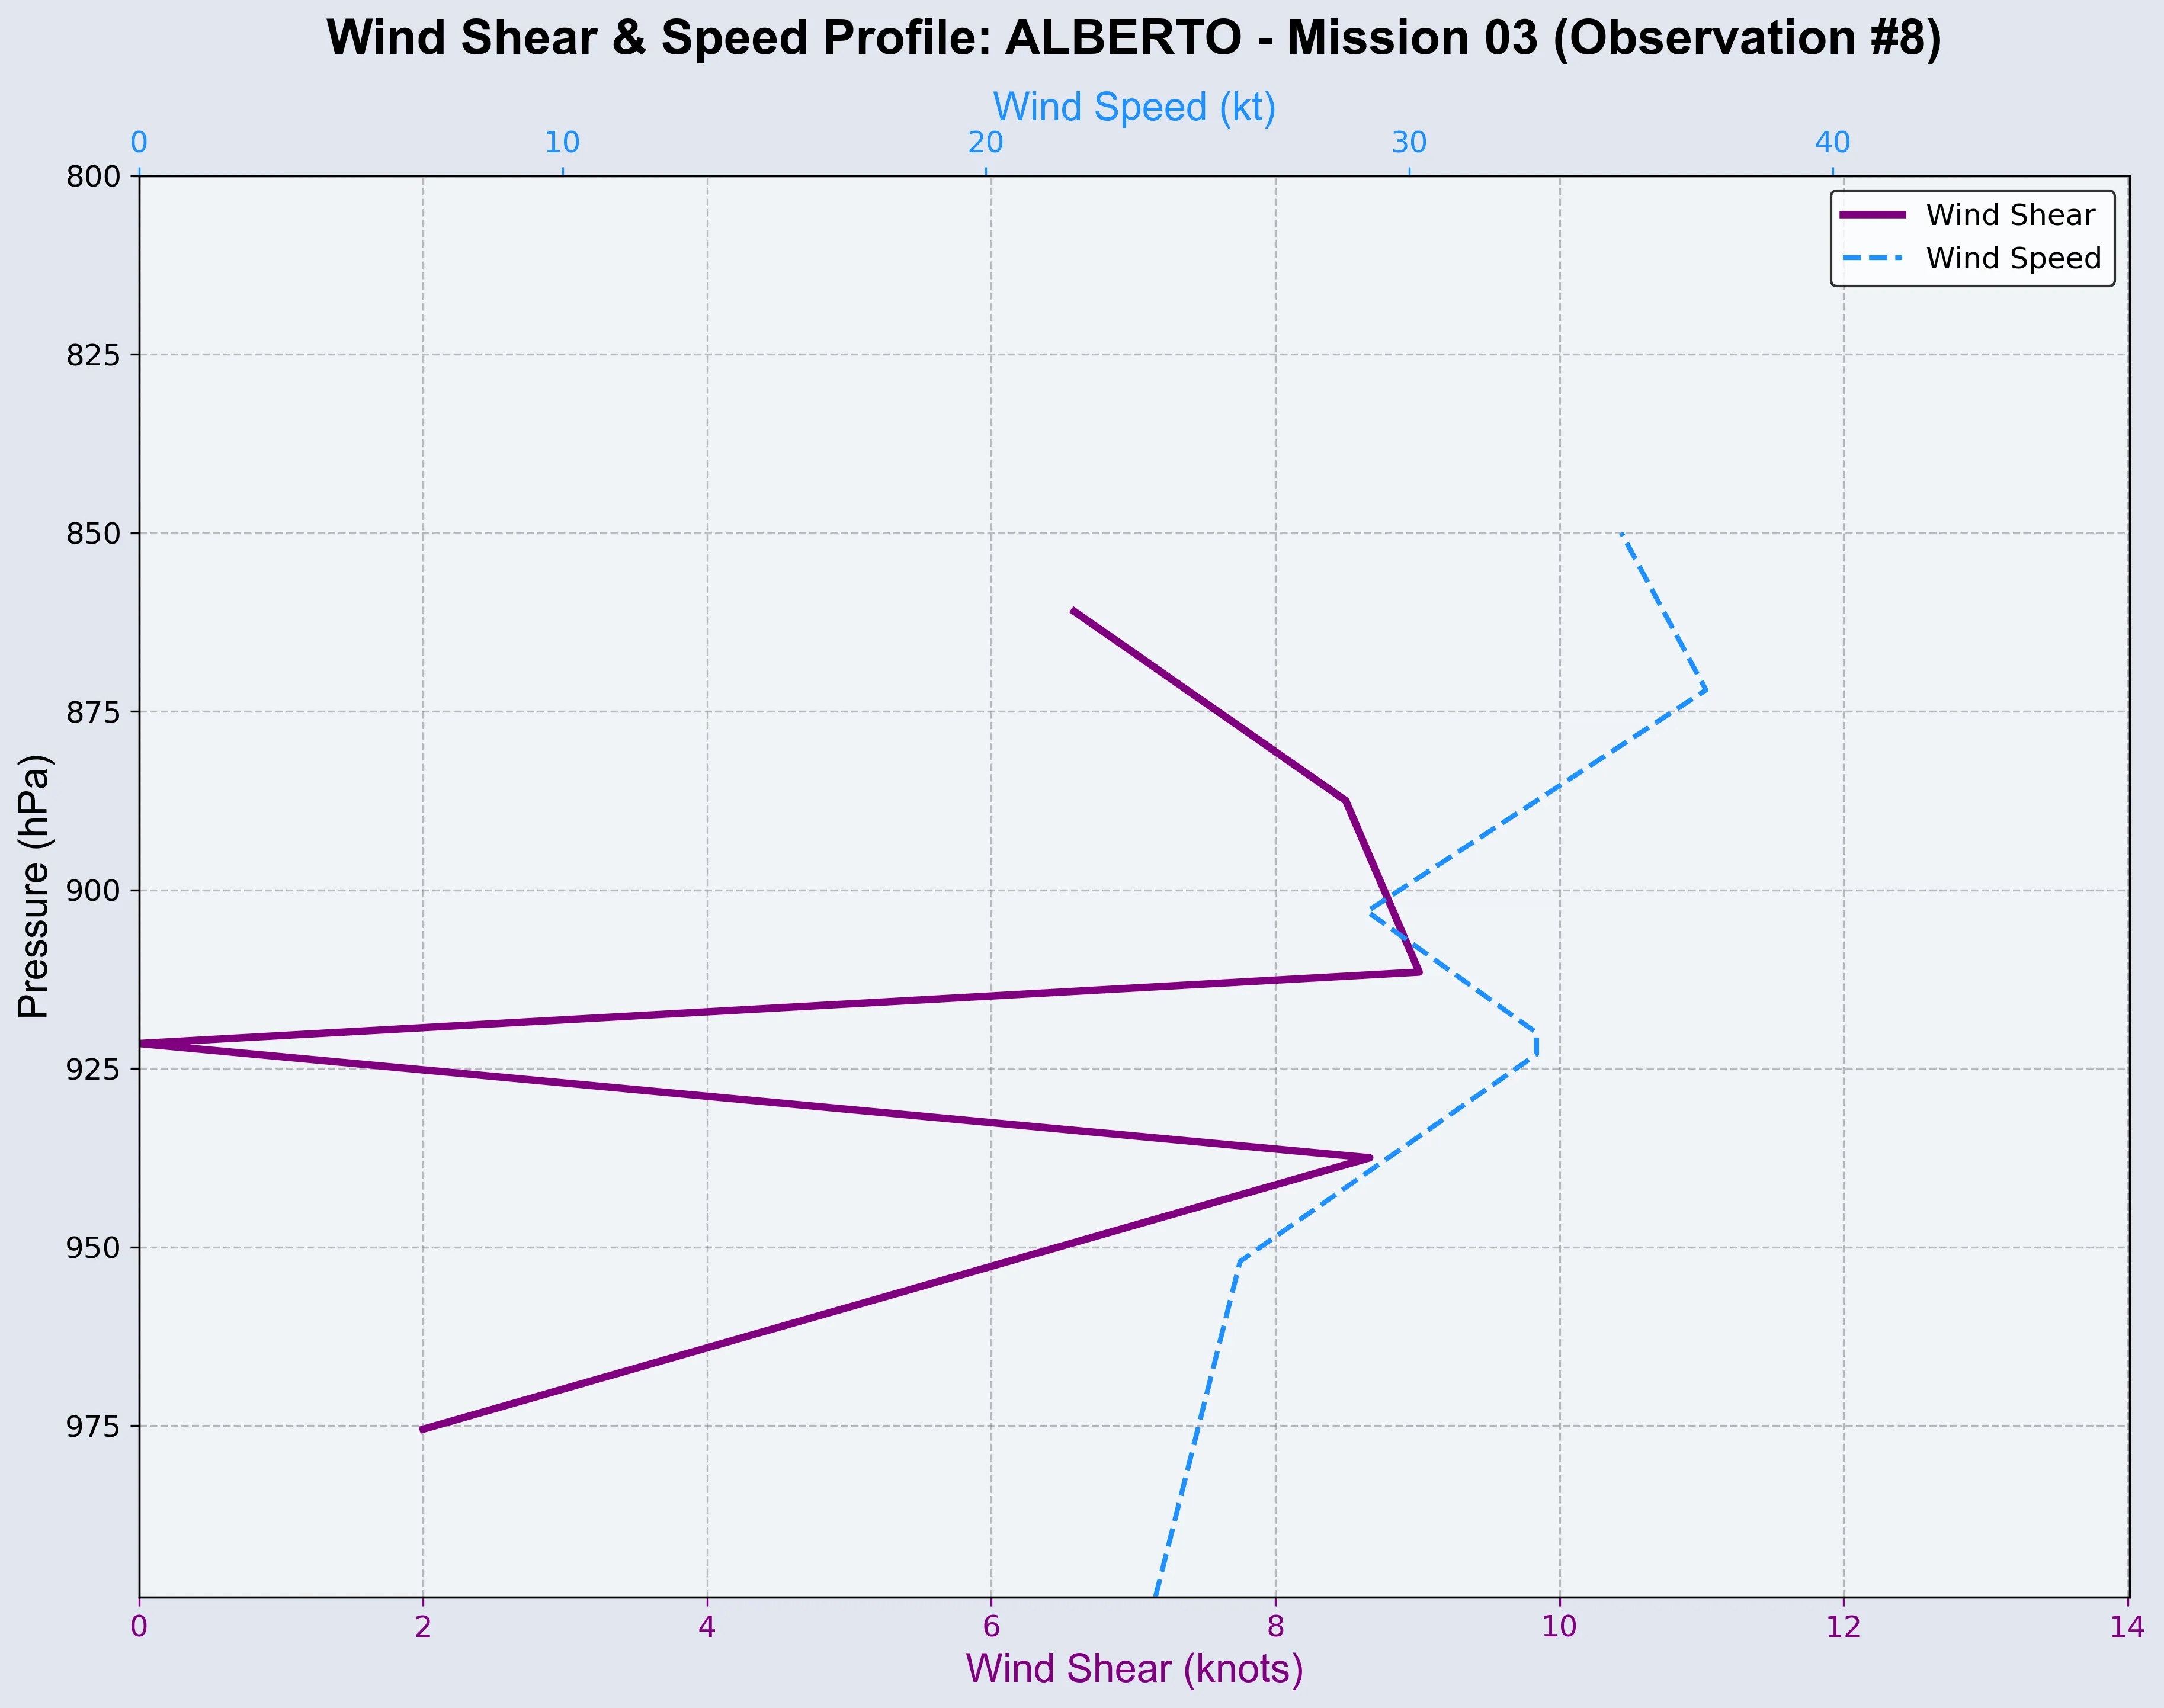 Wind Shear & Speed Profile: ALBERTO - Mission 03 (Observation #8)
Wind Speed (kt)
0 10 20 30 40
Wind Shear
Wind Speed
800
825
850
875
900
925
950
975
Pressure (hPa)
0 2 4 6 8 10 12 14
Wind Shear (knots)